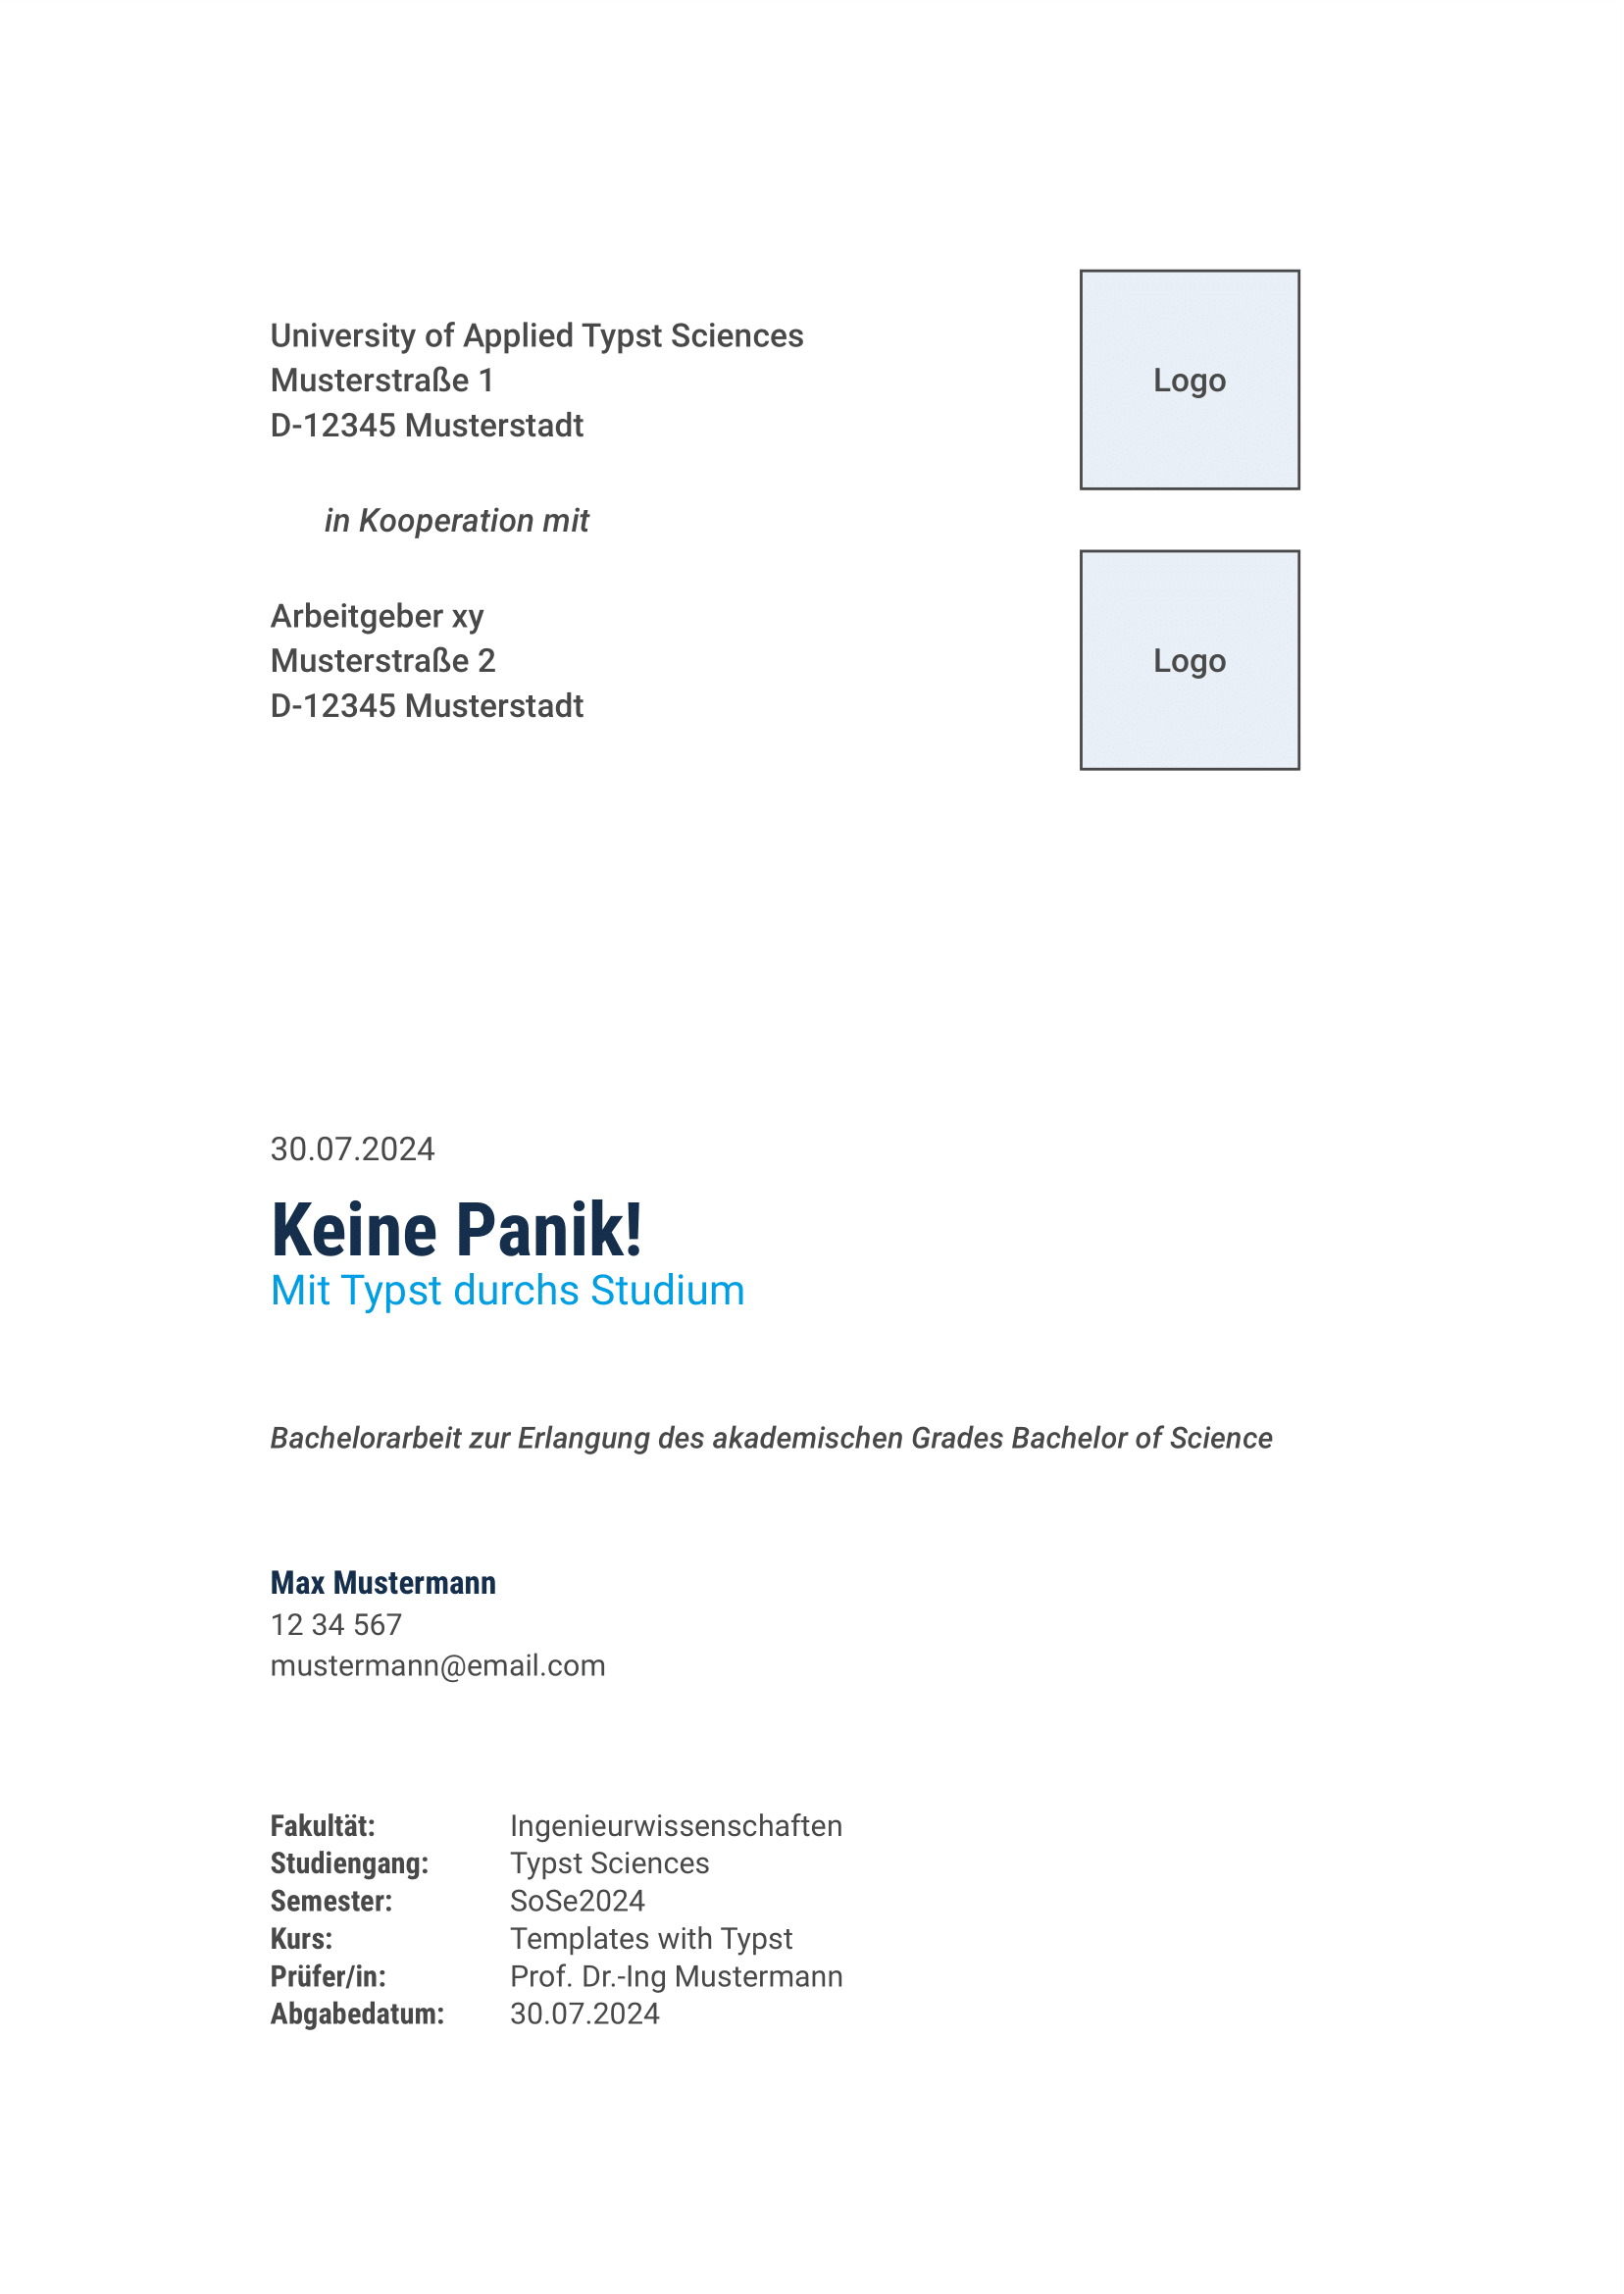 University of Applied Typst Sciences
Musterstraße 1
D-12345 Musterstadt
Logo
in Kooperation mit
Arbeitgeber xy
Musterstraße 2
D-12345 Musterstadt
Logo
30.07.2024
Keine Panik!
Mit Typst durchs Studium
Bachelorarbeit zur Erlangung des akademischen Grades Bachelor of Science
Max Mustermann
12 34 567
mustermann@email.com
Fakultät: Ingenieurwissenschaften
Studiengang: Typst Sciences
Semester: SoSe2024
Kurs: Templates with Typst
Prüfer/in: Prof. Dr.-Ing Mustermann
Abgabedatum: 30.07.2024